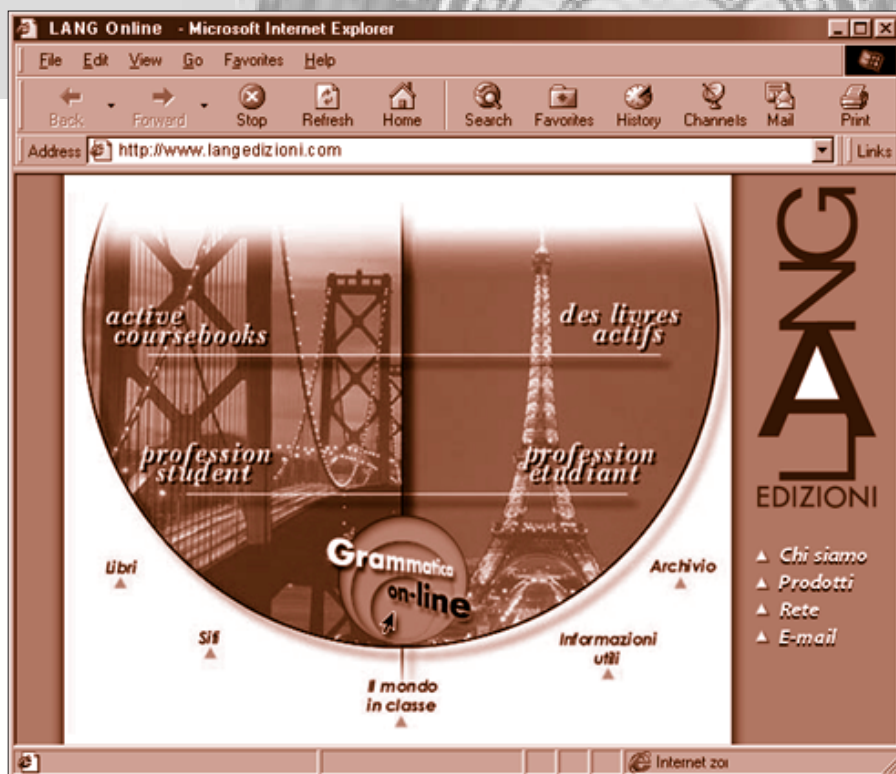 LANG Online - Microsoft Internet Explorer
File Edit View Go Favorites Help
Back Forward Stop Refresh Home Search Favorites History Channels Mail Print
Address http://www.langedizioni.com Links
active
coursebooks
des livres
actifs
profession
student
profession
étudiant
Grammatica
on-line
Libri
Siti
Il mondo
in classe
Informazioni
utili
Archivio
LANG
EDIZIONI
Chi siamo
Prodotti
Rete
E-mail
Internet zo